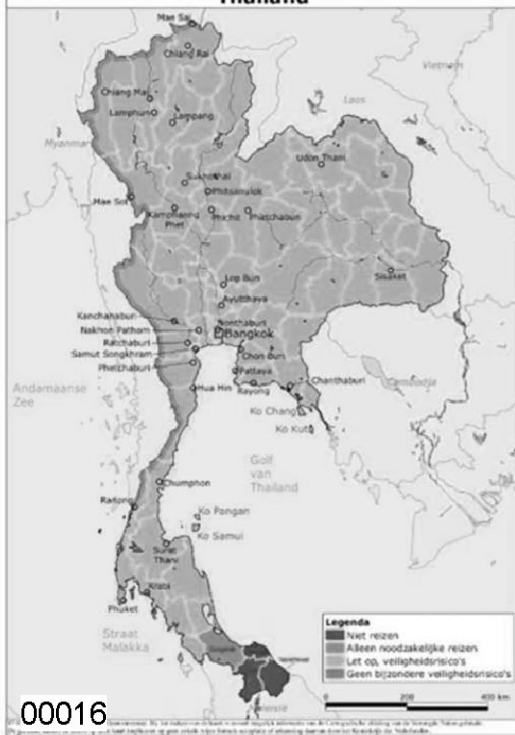 Thailand
Mae Sai
Chiang Rai
Vietnam
Chiang Mai
Laos
Lamphun
Lampang
Myanmar
Udon Thani
Sukhothai
Phitsanulok
Mae Sot
Kamphaeng
Phet
Phichit
Phetchabun
Lop Buri
Sisaket
Ayutthaya
Kanchanaburi
Nonthaburi
Nakhon Pathom
Bangkok
Ratchaburi
Samut Songkhram
Chon Buri
Phetchaburi
Pattaya
Chanthaburi
Cambodja
Andamaanse
Zee
Hua Hin
Rayong
Ko Chang
Ko Kut
Golf
van
Thailand
Chumphon
Ranong
Ko Pangan
Ko Samui
Surat
Thani
Krabi
Phuket
Straat
Malakka
Songkhla
Legenda
Niet reizen
Alleen noodzakelijke reizen
Let op, veiligheidsrisico's
Geen bijzondere veiligheidsrisico's
0 200 400 km
00016